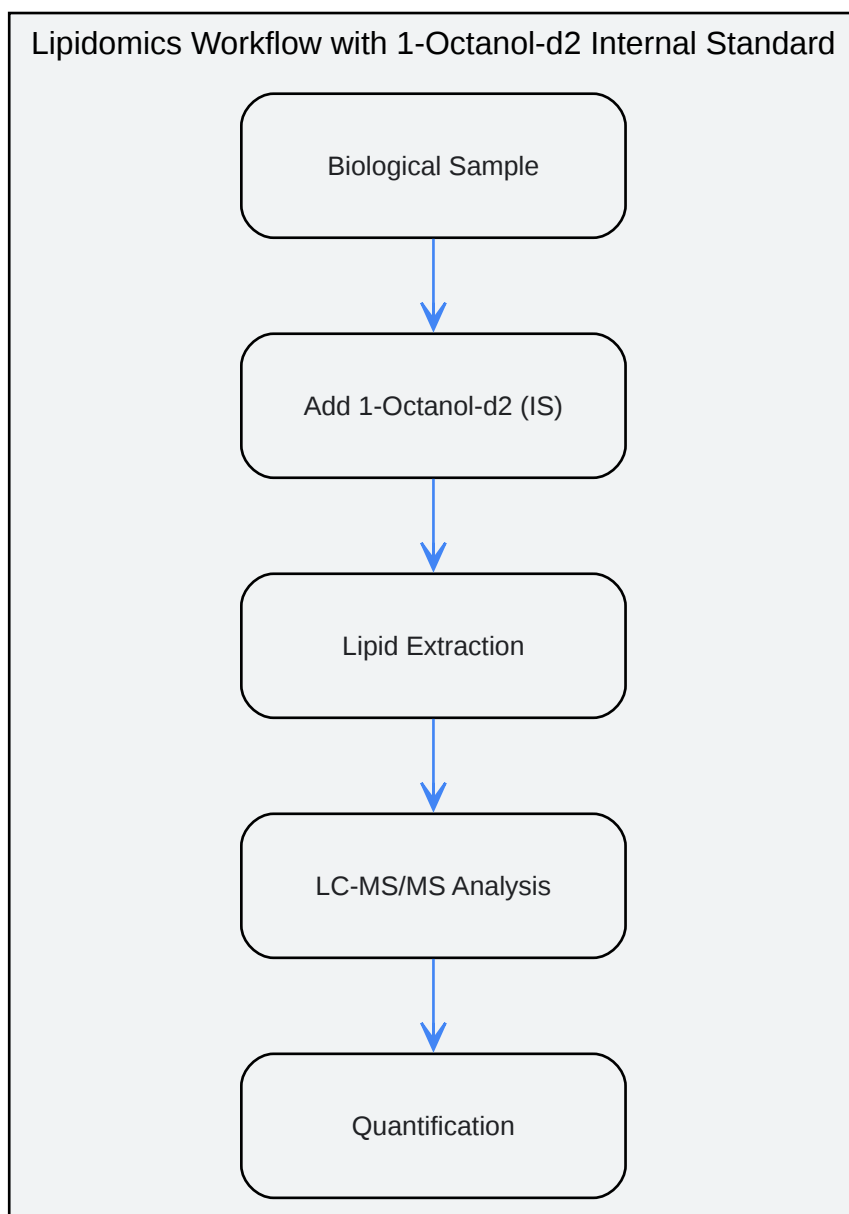 Lipidomics Workflow with 1-Octanol-d2 Internal Standard
Biological Sample
Add 1-Octanol-d2 (IS)
Lipid Extraction
LC-MS/MS Analysis
Quantification